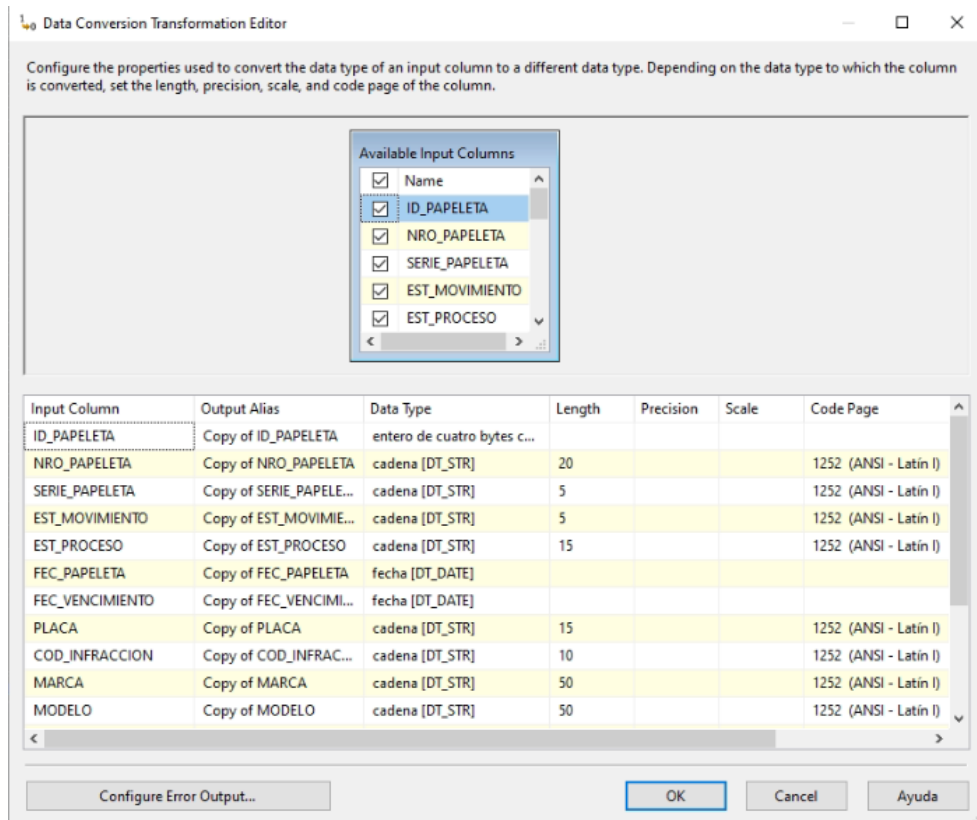 Data Conversion Transformation Editor
Configure the properties used to convert the data type of an input column to a different data type. Depending on the data type to which the column
is converted, set the length, precision, scale, and code page of the column.
Available Input Columns
Name
ID_PAPELETA
NRO_PAPELETA
SERIE_PAPELETA
EST_MOVIMIENTO
EST_PROCESO
Input Column Output Alias Data Type Length Precision Scale Code Page
ID_PAPELETA Copy of ID_PAPELETA entero de cuatro bytes c...
NRO_PAPELETA Copy of NRO_PAPELETA cadena [DT_STR] 20 1252 (ANSI - Latín I)
SERIE_PAPELETA Copy of SERIE_PAPELE... cadena [DT_STR] 5 1252 (ANSI - Latín I)
EST_MOVIMIENTO Copy of EST_MOVIMIE... cadena [DT_STR] 5 1252 (ANSI - Latín I)
EST_PROCESO Copy of EST_PROCESO cadena [DT_STR] 15 1252 (ANSI - Latín I)
FEC_PAPELETA Copy of FEC_PAPELETA fecha [DT_DATE]
FEC_VENCIMIENTO Copy of FEC_VENCIMI... fecha [DT_DATE]
PLACA Copy of PLACA cadena [DT_STR] 15 1252 (ANSI - Latín I)
COD_INFRACCION Copy of COD_INFRAC... cadena [DT_STR] 10 1252 (ANSI - Latín I)
MARCA Copy of MARCA cadena [DT_STR] 50 1252 (ANSI - Latín I)
MODELO Copy of MODELO cadena [DT_STR] 50 1252 (ANSI - Latín I)
Configure Error Output... OK Cancel Ayuda